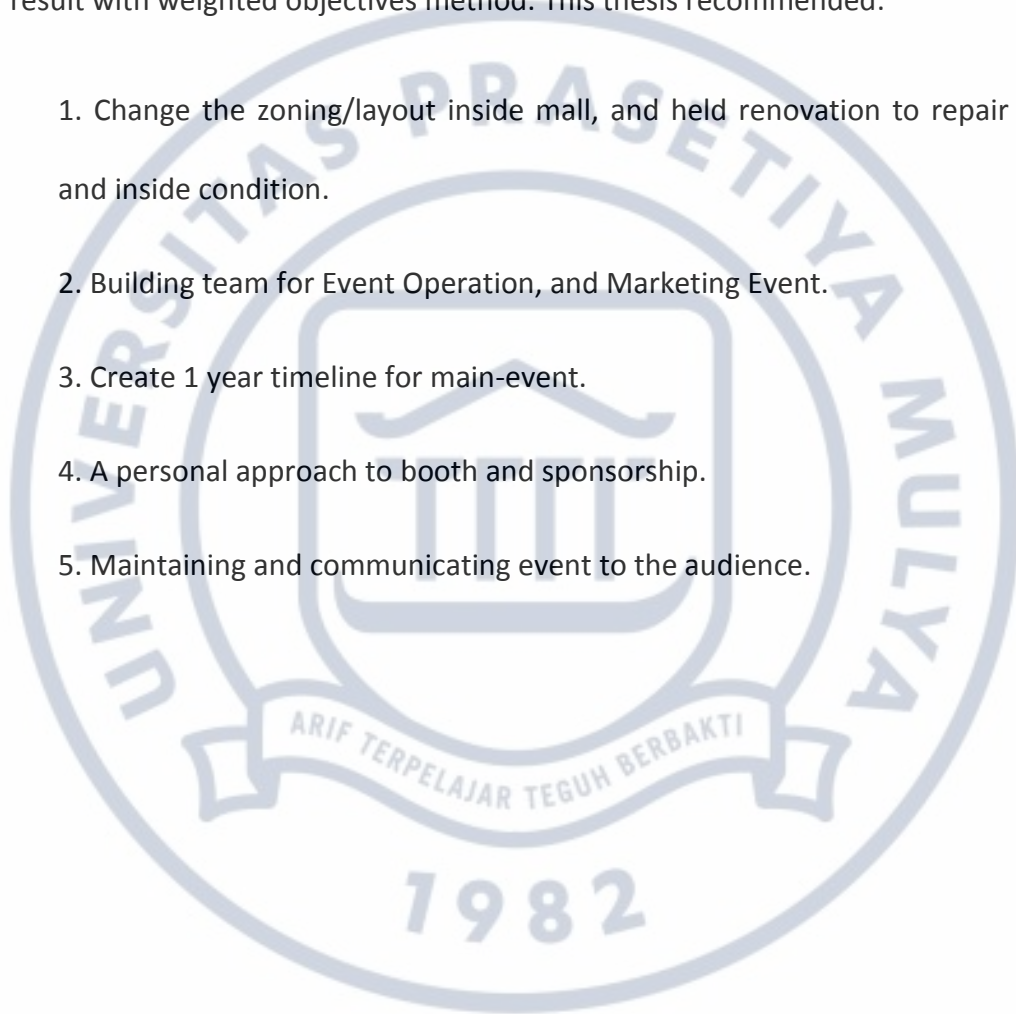 result with weighted objectives method. This thesis recommended:
1. Change the zoning/layout inside mall, and held renovation to repair
and inside condition.
2. Building team for Event Operation, and Marketing Event.
3. Create 1 year timeline for main-event.
4. A personal approach to booth and sponsorship.
5. Maintaining and communicating event to the audience.
UNIVERSITAS PRASETIYA MULYA
ARIF TERPELAJAR TEGUH BERBAKTI
1982